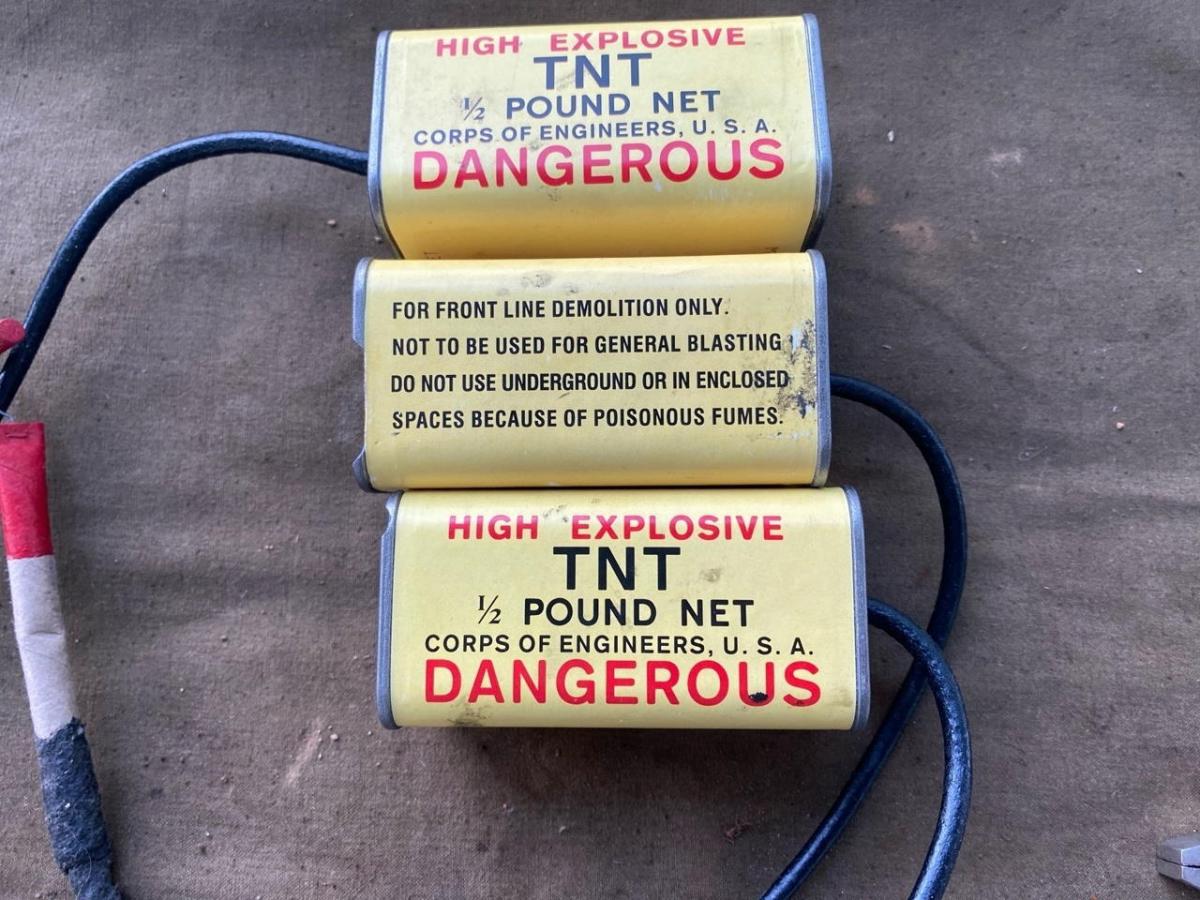 HIGH EXPLOSIVE
TNT
1/2 POUND NET
CORPS OF ENGINEERS, U. S. A.
DANGEROUS
FOR FRONT LINE DEMOLITION ONLY.
NOT TO BE USED FOR GENERAL BLASTING
DO NOT USE UNDERGROUND OR IN ENCLOSED
SPACES BECAUSE OF POISONOUS FUMES.
HIGH EXPLOSIVE
TNT
1/2 POUND NET
CORPS OF ENGINEERS, U. S. A.
DANGEROUS